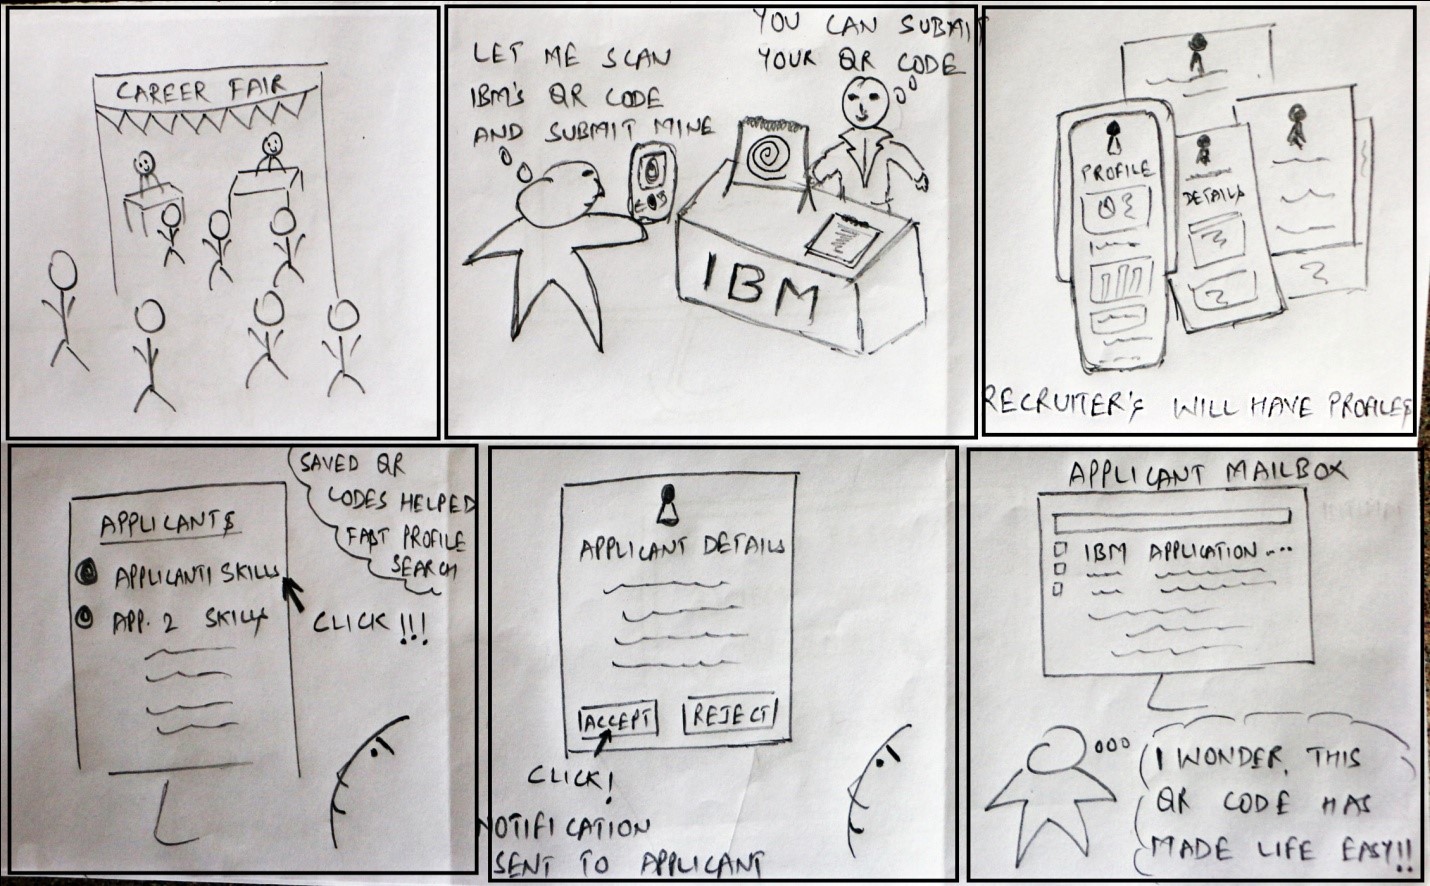 CAREER FAIR
LET ME SCAN
IBM'S QR CODE
AND SUBMIT MINE
YOU CAN SUBMIT
YOUR QR CODE
IBM
PROFILE
DETAILS
RECRUITER'S WILL HAVE PROFILES
APPLICANTS
APPLICANT1 SKILLS
APP. 2 SKILLS
SAVED QR
CODES HELPED
FAST PROFILE
SEARCH
CLICK!!!
APPLICANT DETAILS
ACCEPT REJECT
CLICK!
NOTIFICATION
SENT TO APPLICANT
APPLICANT MAILBOX
IBM APPLICATION ...
I WONDER, THIS
QR CODE HAS
MADE LIFE EASY!!